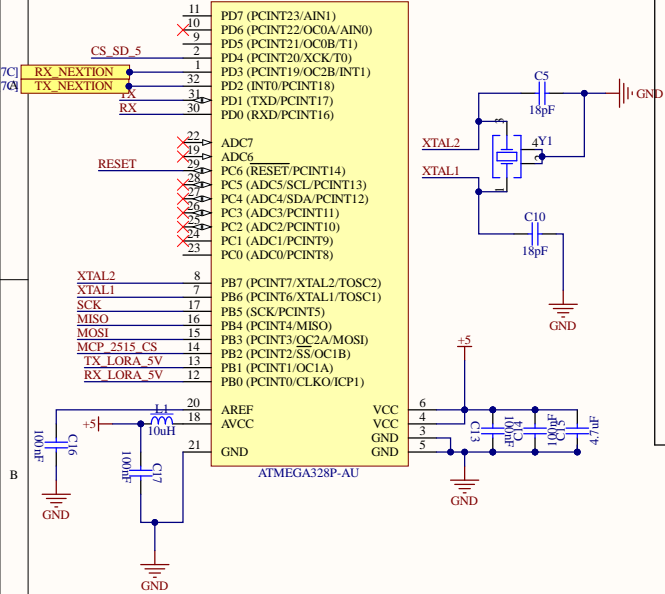 11 PD7 (PCINT23/AIN1)
10 PD6 (PCINT22/OC0A/AIN0)
9 PD5 (PCINT21/OC0B/T1)
CS_SD_5 2 PD4 (PCINT20/XCK/T0)
7C] RX_NEXTION 1 PD3 (PCINT19/OC2B/INT1)
TX_NEXTION 32 PD2 (INT0/PCINT18)
TX 31 PD1 (TXD/PCINT17)
RX 30 PD0 (RXD/PCINT16)
22 ADC7
19 ADC6
RESET 29 PC6 (RESET/PCINT14)
28 PC5 (ADC5/SCL/PCINT13)
27 PC4 (ADC4/SDA/PCINT12)
26 PC3 (ADC3/PCINT11)
25 PC2 (ADC2/PCINT10)
24 PC1 (ADC1/PCINT9)
23 PC0 (ADC0/PCINT8)
XTAL2 8 PB7 (PCINT7/XTAL2/TOSC2)
XTAL1 7 PB6 (PCINT6/XTAL1/TOSC1)
SCK 17 PB5 (SCK/PCINT5)
MISO 16 PB4 (PCINT4/MISO)
MOSI 15 PB3 (PCINT3/OC2A/MOSI)
MCP_2515_CS 14 PB2 (PCINT2/SS/OC1B)
TX_LORA_5V 13 PB1 (PCINT1/OC1A)
RX_LORA_5V 12 PB0 (PCINT0/CLKO/ICP1)
20 AREF
+5 L1 18 AVCC
10uH
21 GND
C16
100nF
C17
100nF
GND
GND
VCC 6
VCC 4
GND 3
GND 5
ATMEGA328P-AU
C5
18pF
GND
XTAL2
3
4 Y1
2
XTAL1
1
C10
18pF
GND
+5
C13
100nF
C14
100nF
C15
4.7uF
GND
B